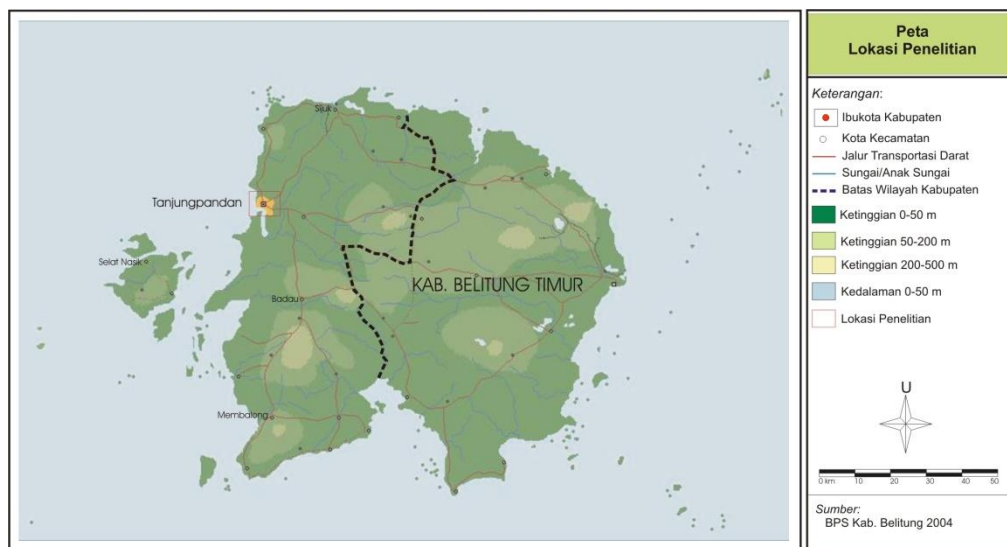 Sijuk
Tanjungpandan
Selat Nasik
KAB. BELITUNG TIMUR
Badau
Membalong
Peta
Lokasi Penelitian
Keterangan:
Ibukota Kabupaten
Kota Kecamatan
Jalur Transportasi Darat
Sungai/Anak Sungai
Batas Wilayah Kabupaten
Ketinggian 0-50 m
Ketinggian 50-200 m
Ketinggian 200-500 m
Kedalaman 0-50 m
Lokasi Penelitian
U
0 km 10 20 30 40 50
Sumber:
BPS Kab. Belitung 2004